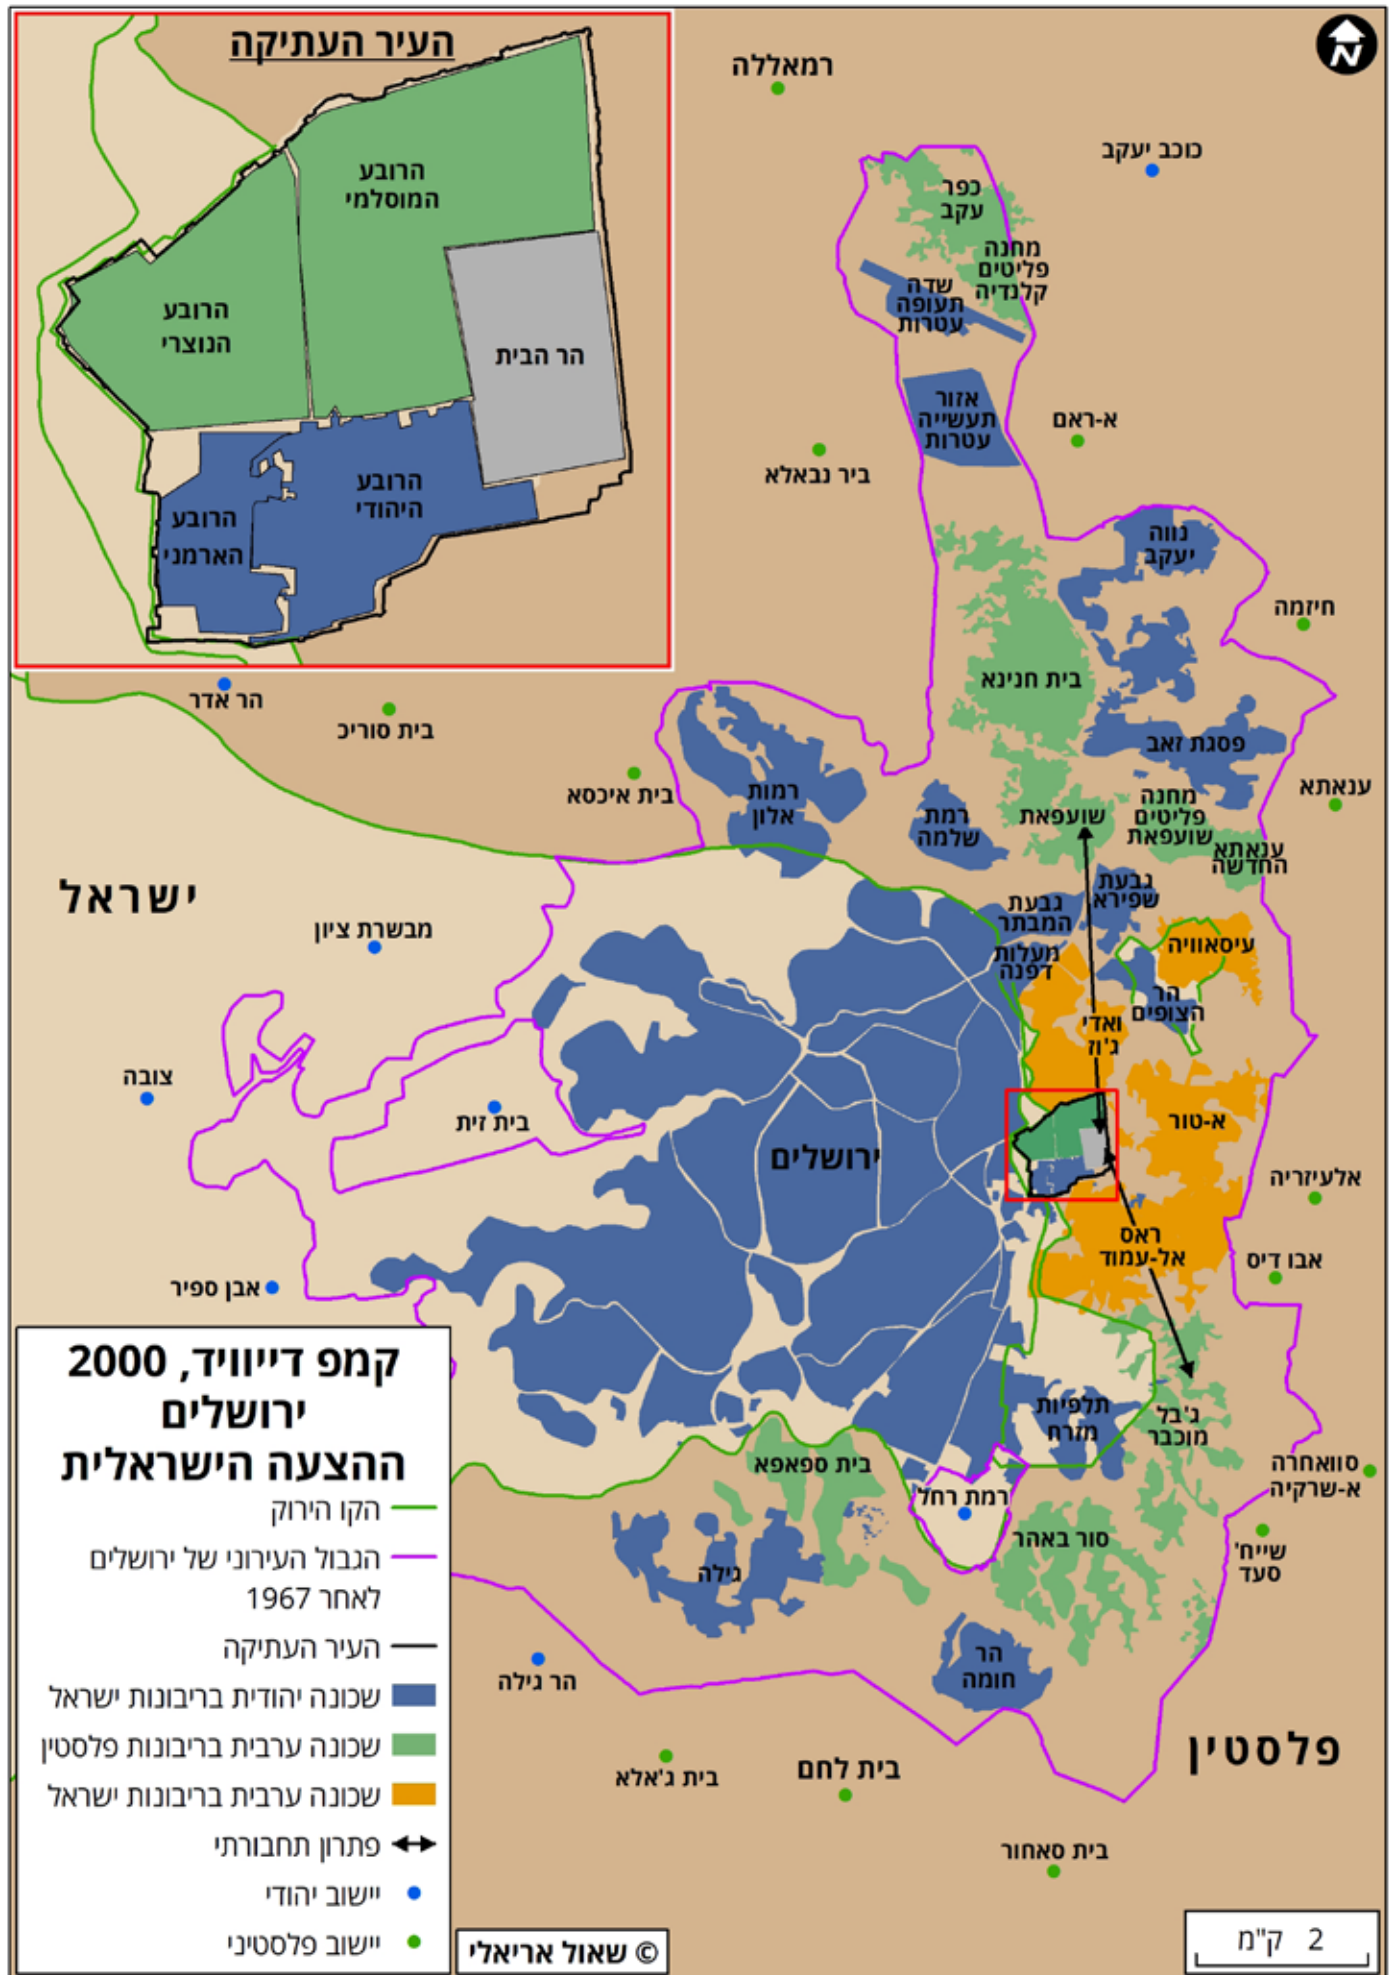 העיר העתיקה
הרובע
המוסלמי
הרובע
הנוצרי
הר הבית
הרובע
היהודי
הרובע
הארמני
N
רמאללה
כוכב יעקב
כפר
עקב
מחנה
פליטים
קלנדיה
שדה
תעופה
עטרות
אזור
תעשייה
עטרות
א-ראם
ביר נבאלא
נווה
יעקב
חיזמה
בית חנינא
הר אדר
בית סוריכ
פסגת זאב
בית איכסא
רמות
אלון
רמת
שלמה
שועפאת
מחנה
פליטים
שועפאת
ענאתא
ענאתא
החדשה
ישראל
מבשרת ציון
גבעת
המבתר
גבעת
שפירא
מעלות
דפנה
עיסאוויה
הר
הצופים
ואדי
ג'וז
צובה
בית זית
ירושלים
א-טור
אלעיזריה
ראס
אל-עמוד
אבו דיס
אבן ספיר
תלפיות
מזרח
ג'בל
מוכבר
סוואחרה
א-שרקיה
בית ספאפא
רמת רחל
סור באהר
שייח'
סעד
גילה
הר
חומה
הר גילה
פלסטין
בית ג'אלא
בית לחם
בית סאחור
קמפ דייוויד, 2000
ירושלים
ההצעה הישראלית
הקו הירוק
הגבול העירוני של ירושלים
לאחר 1967
העיר העתיקה
שכונה יהודית בריבונות ישראל
שכונה ערבית בריבונות פלסטין
שכונה ערבית בריבונות ישראל
פתרון תחבורתי
יישוב יהודי
יישוב פלסטיני
© שאול אריאלי
2 ק"מ